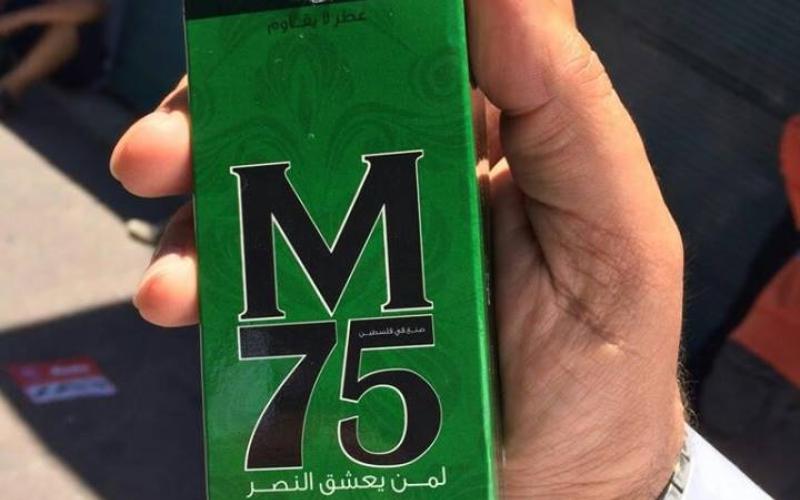 عطر لا يقاوم
M
صنع في فلسطين
75
لمن يعشق النصر